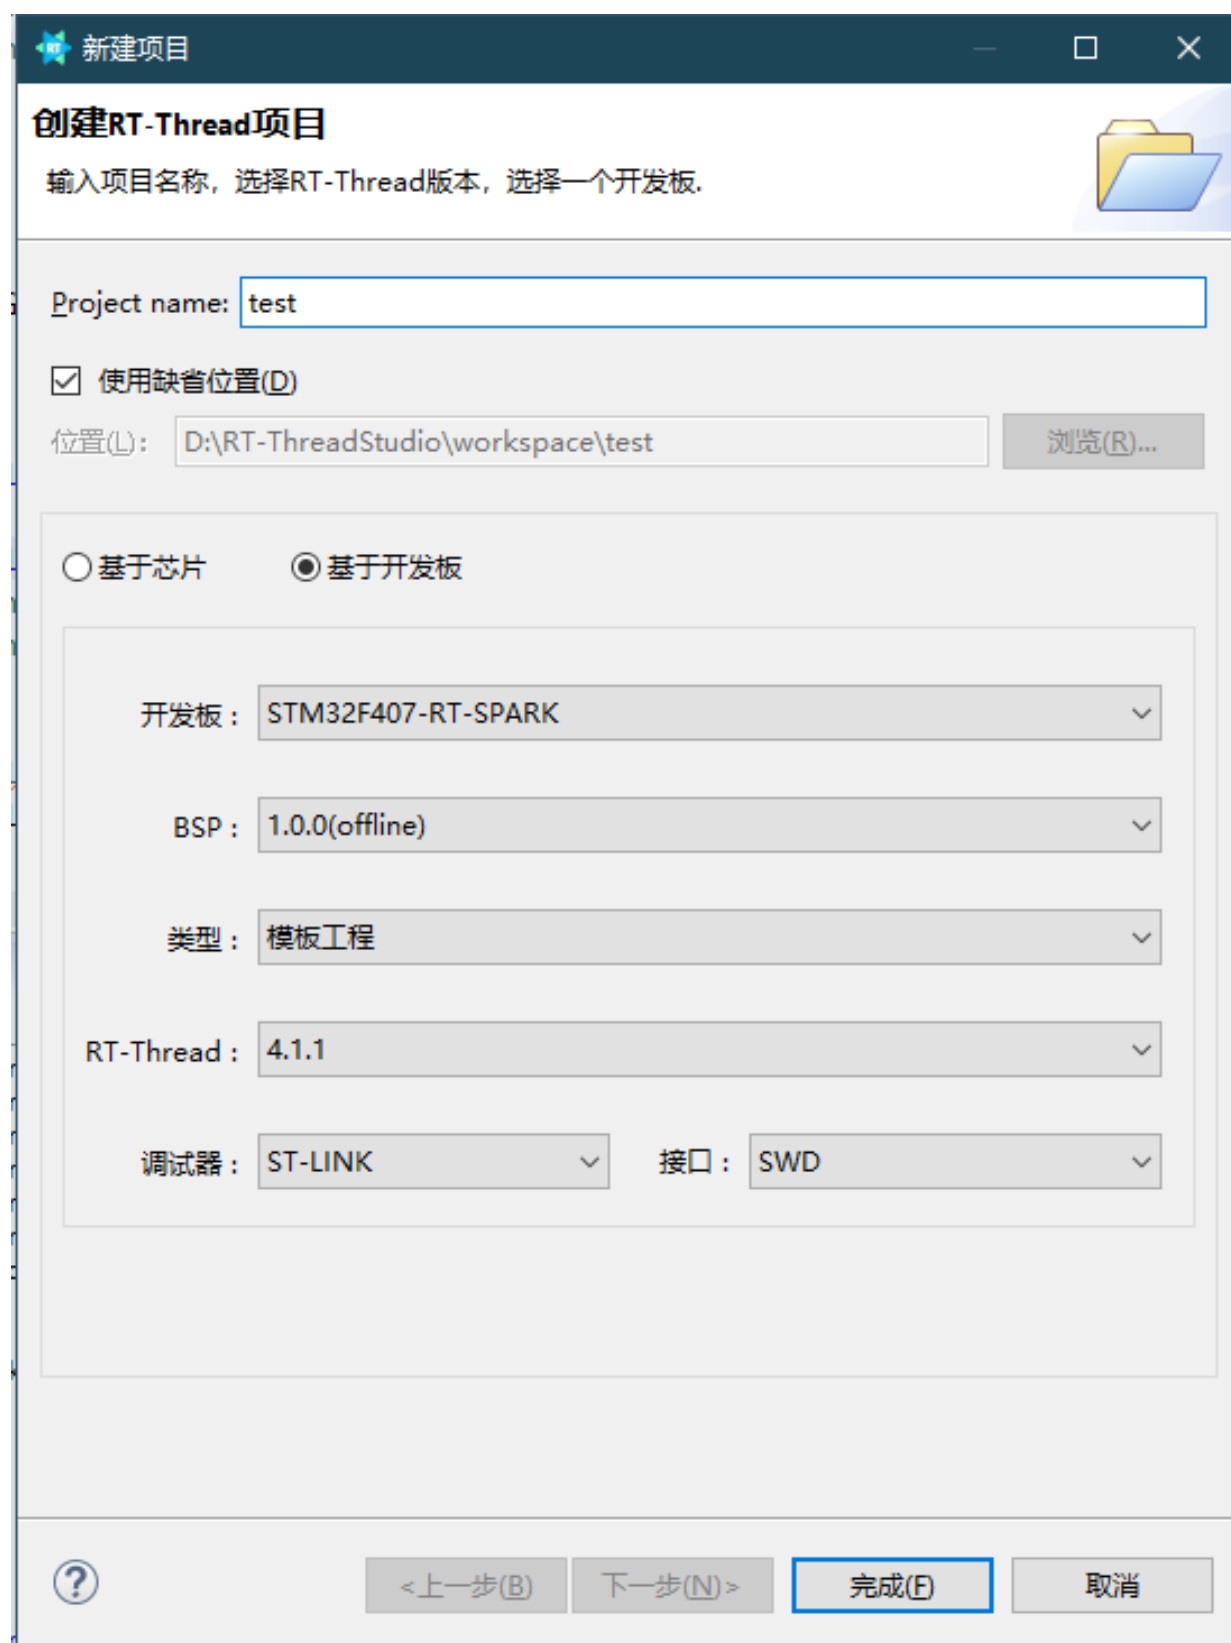 新建项目
创建RT-Thread项目
输入项目名称，选择RT-Thread版本，选择一个开发板.
Project name: test
使用缺省位置(D)
位置(L): D:\RT-ThreadStudio\workspace\test 浏览(R)...
基于芯片 基于开发板
开发板： STM32F407-RT-SPARK
BSP： 1.0.0(offline)
类型： 模板工程
RT-Thread： 4.1.1
调试器： ST-LINK 接口： SWD
<上一步(B) 下一步(N)> 完成(F) 取消